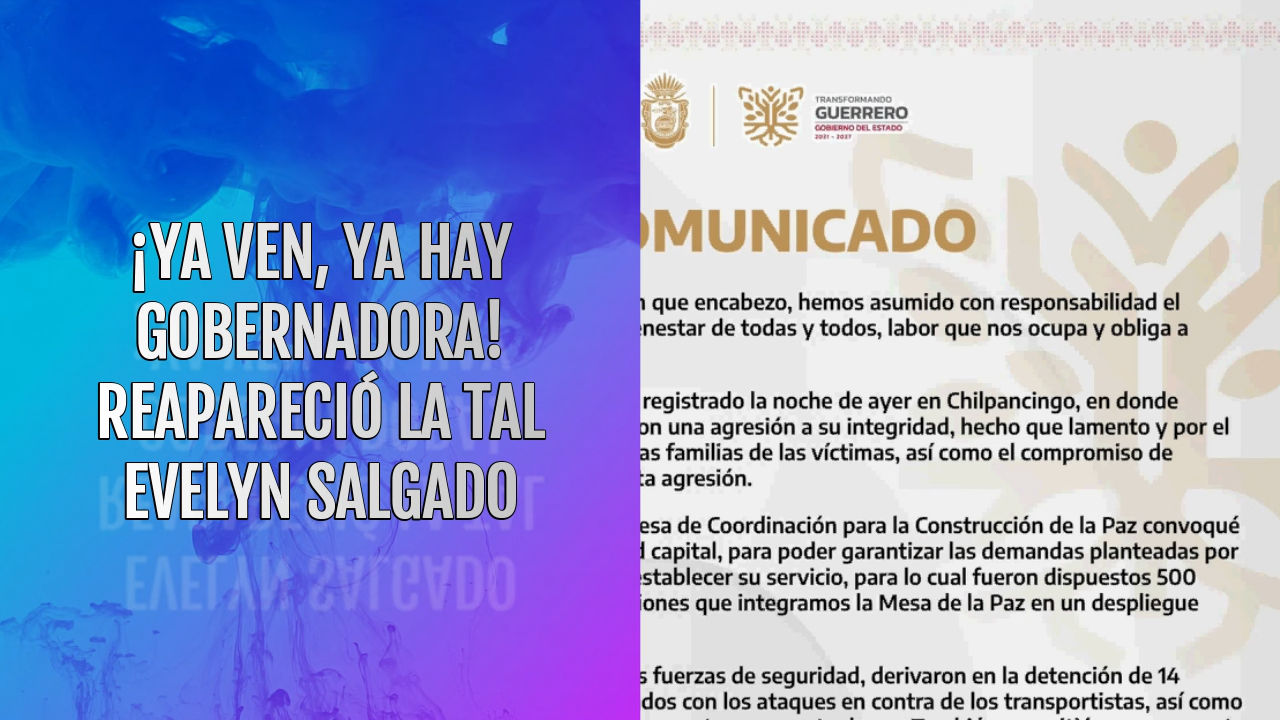 ¡YA VEN, YA HAY
GOBERNADORA!
REAPARECIÓ LA TAL
EVELYN SALGADO
TRANSFORMANDO
GUERRERO
GOBIERNO DEL ESTADO
2021 - 2027
OMUNICADO
que encabezo, hemos asumido con responsabilidad el
enestar de todas y todos, labor que nos ocupa y obliga a
registrado la noche de ayer en Chilpancingo, en donde
on una agresión a su integridad, hecho que lamento y por el
as familias de las víctimas, así como el compromiso de
ta agresión.
esa de Coordinación para la Construcción de la Paz convoqué
d capital, para poder garantizar las demandas planteadas por
establecer su servicio, para lo cual fueron dispuestos 500
iones que integramos la Mesa de la Paz en un despliegue
s fuerzas de seguridad, derivaron en la detención de 14
dos con los ataques en contra de los transportistas, así como